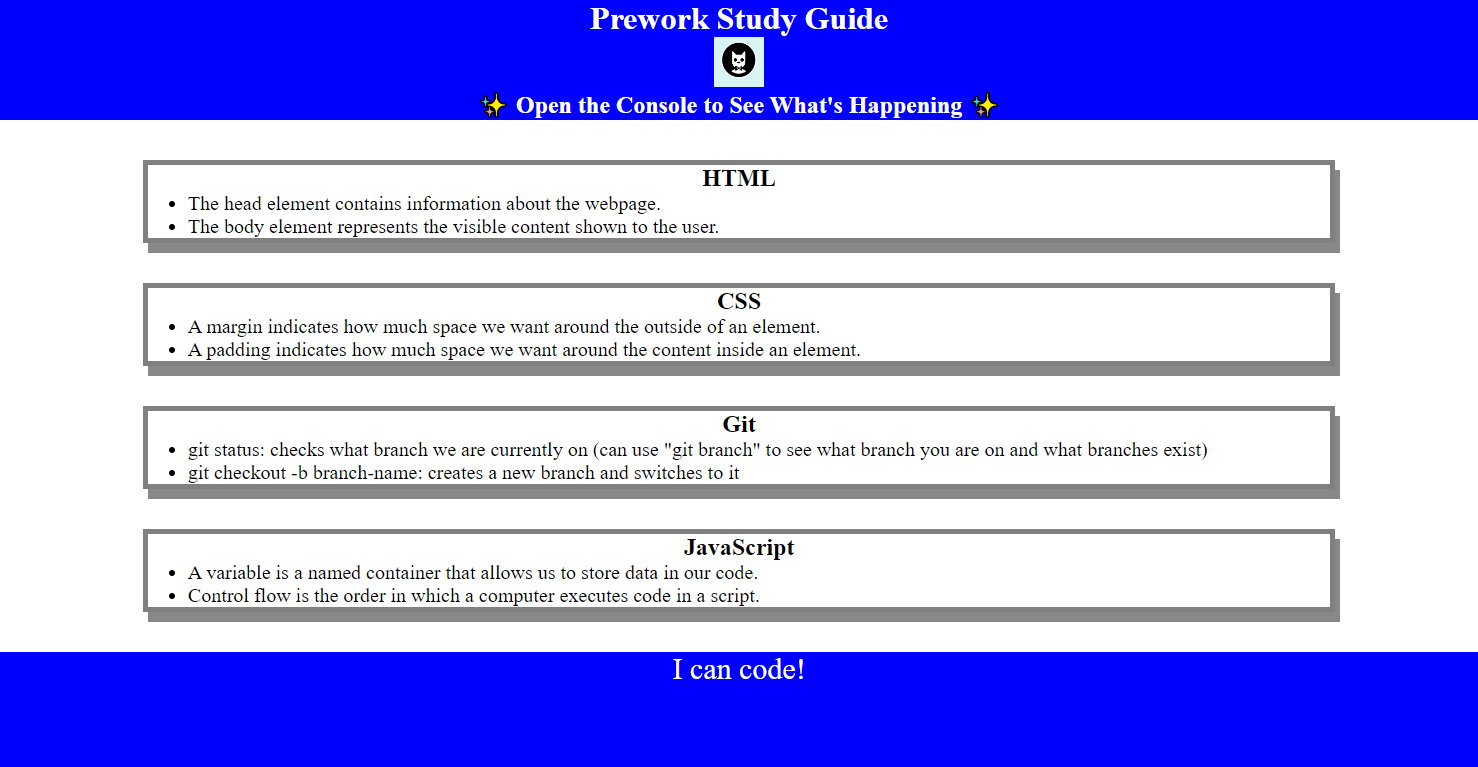 Prework Study Guide
✨ Open the Console to See What's Happening ✨
HTML
• The head element contains information about the webpage.
• The body element represents the visible content shown to the user.
CSS
• A margin indicates how much space we want around the outside of an element.
• A padding indicates how much space we want around the content inside an element.
Git
• git status: checks what branch we are currently on (can use "git branch" to see what branch you are on and what branches exist)
• git checkout -b branch-name: creates a new branch and switches to it
JavaScript
• A variable is a named container that allows us to store data in our code.
• Control flow is the order in which a computer executes code in a script.
I can code!